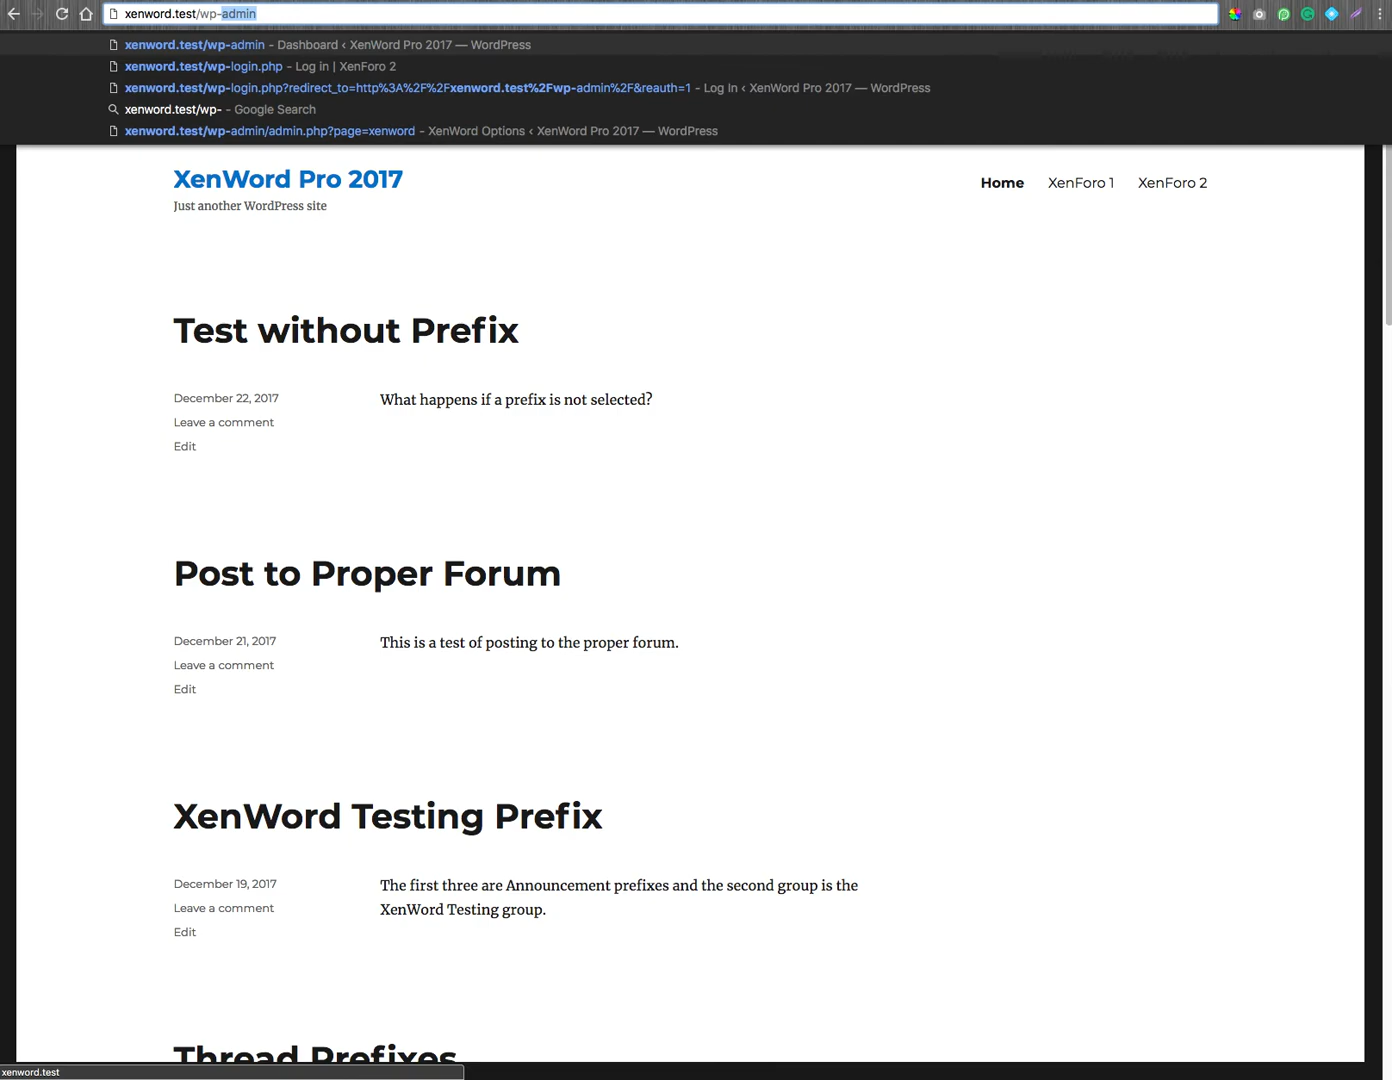 xenword.test/wp-admin
xenword.test/wp-admin - Dashboard ‹ XenWord Pro 2017 — WordPress
xenword.test/wp-login.php - Log in | XenForo 2
xenword.test/wp-login.php?redirect_to=http%3A%2F%2Fxenword.test%2Fwp-admin%2F&reauth=1 - Log In ‹ XenWord Pro 2017 — WordPress
xenword.test/wp- - Google Search
xenword.test/wp-admin/admin.php?page=xenword - XenWord Options ‹ XenWord Pro 2017 — WordPress
XenWord Pro 2017
Just another WordPress site
Home XenForo 1 XenForo 2
Test without Prefix
December 22, 2017
Leave a comment
Edit
What happens if a prefix is not selected?
Post to Proper Forum
December 21, 2017
Leave a comment
Edit
This is a test of posting to the proper forum.
XenWord Testing Prefix
December 19, 2017
Leave a comment
Edit
The first three are Announcement prefixes and the second group is the
XenWord Testing group.
Thread Prefixes
xenword.test